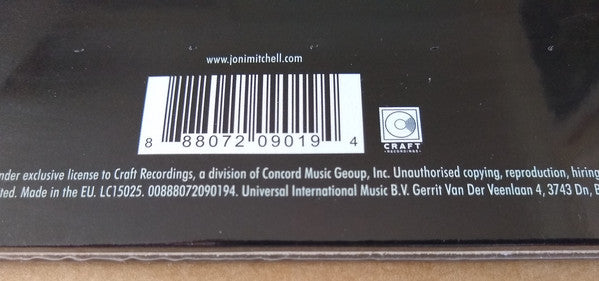 www.jonimitchell.com
8 88072 09019 4
CRAFT
RECORDINGS
nder exclusive license to Craft Recordings, a division of Concord Music Geoup, Inc. Unauthorised copying, reproduction, hiring
ted. Made in the EU. LC15025. 00888072090194. Universal International Music B.V. Gerrit Van Der Veenlaan 4, 3743 Dn, B